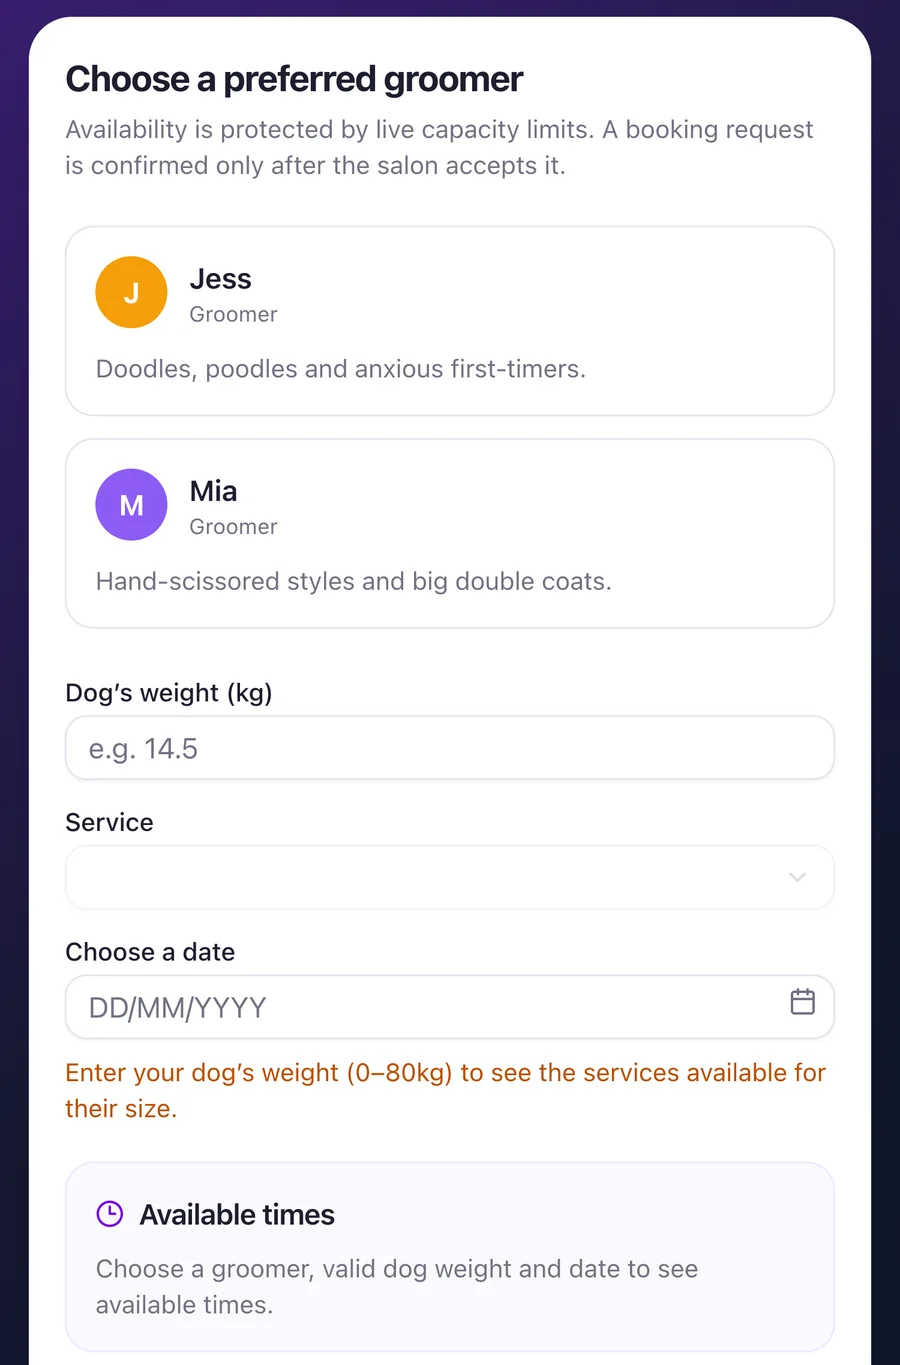 Choose a preferred groomer
Availability is protected by live capacity limits. A booking request
is confirmed only after the salon accepts it.
J
Jess
Groomer
Doodles, poodles and anxious first-timers.
M
Mia
Groomer
Hand-scissored styles and big double coats.
Dog’s weight (kg)
e.g. 14.5
Service
Choose a date
DD/MM/YYYY
Enter your dog’s weight (0–80kg) to see the services available for
their size.
Available times
Choose a groomer, valid dog weight and date to see
available times.